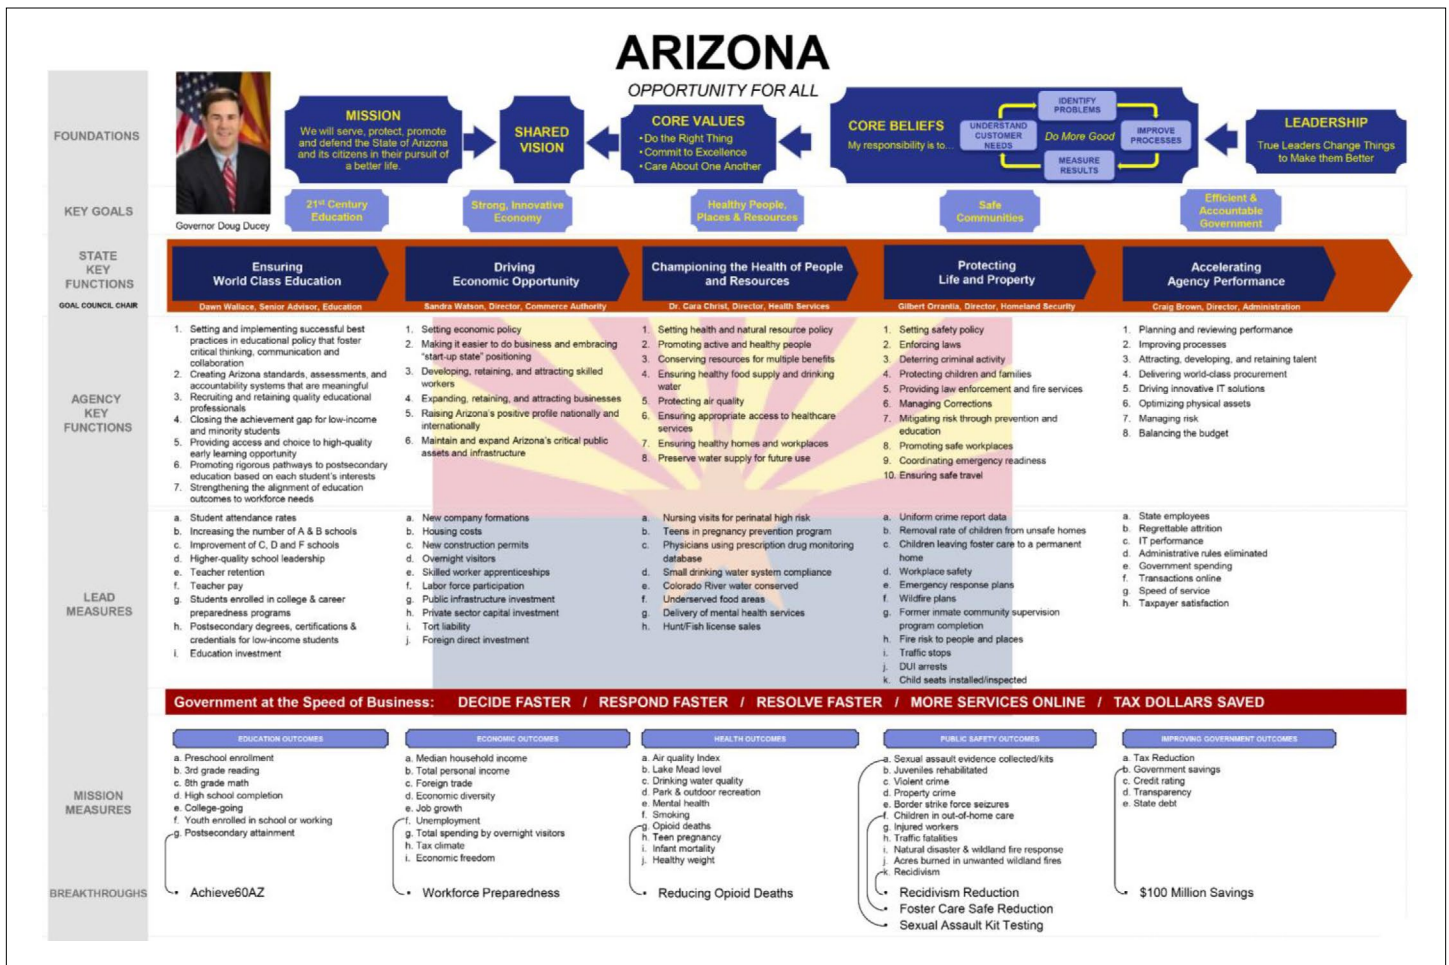 ARIZONA
OPPORTUNITY FOR ALL
FOUNDATIONS
Governor Doug Ducey
MISSION
We will serve, protect, promote
and defend the State of Arizona
and its citizens in their pursuit of
a better life.
SHARED
VISION
CORE VALUES
•Do the Right Thing
•Commit to Excellence
•Care About One Another
CORE BELIEFS
My responsibility is to…
IDENTIFY
PROBLEMS
UNDERSTAND
CUSTOMER
NEEDS
Do More Good
IMPROVE
PROCESSES
MEASURE
RESULTS
LEADERSHIP
True Leaders Change Things
to Make them Better
KEY GOALS
21st Century
Education
Strong, Innovative
Economy
Healthy People,
Places & Resources
Safe
Communities
Efficient &
Accountable
Government
STATE
KEY
FUNCTIONS
Ensuring
World Class Education
Driving
Economic Opportunity
Championing the Health of People
and Resources
Protecting
Life and Property
Accelerating
Agency Performance
GOAL COUNCIL CHAIR
Dawn Wallace, Senior Advisor, Education
Sandra Watson, Director, Commerce Authority
Dr. Cara Christ, Director, Health Services
Gilbert Orrantia, Director, Homeland Security
Craig Brown, Director, Administration
AGENCY
KEY
FUNCTIONS
1. Setting and implementing successful best
practices in educational policy that foster
critical thinking, communication and
collaboration
2. Creating Arizona standards, assessments, and
accountability systems that are meaningful
3. Recruiting and retaining quality educational
professionals
4. Closing the achievement gap for low-income
and minority students
5. Providing access and choice to high-quality
early learning opportunity
6. Promoting rigorous pathways to postsecondary
education based on each student's interests
7. Strengthening the alignment of education
outcomes to workforce needs
1. Setting economic policy
2. Making it easier to do business and embracing
"start-up state" positioning
3. Developing, retaining, and attracting skilled
workers
4. Expanding, retaining, and attracting businesses
5. Raising Arizona's positive profile nationally and
internationally
6. Maintain and expand Arizona's critical public
assets and infrastructure
1. Setting health and natural resource policy
2. Promoting active and healthy people
3. Conserving resources for multiple benefits
4. Ensuring healthy food supply and drinking
water
5. Protecting air quality
6. Ensuring appropriate access to healthcare
services
7. Ensuring healthy homes and workplaces
8. Preserve water supply for future use
1. Setting safety policy
2. Enforcing laws
3. Deterring criminal activity
4. Protecting children and families
5. Providing law enforcement and fire services
6. Managing Corrections
7. Mitigating risk through prevention and
education
8. Promoting safe workplaces
9. Coordinating emergency readiness
10. Ensuring safe travel
1. Planning and reviewing performance
2. Improving processes
3. Attracting, developing, and retaining talent
4. Delivering world-class procurement
5. Driving innovative IT solutions
6. Optimizing physical assets
7. Managing risk
8. Balancing the budget
LEAD
MEASURES
a. Student attendance rates
b. Increasing the number of A & B schools
c. Improvement of C, D and F schools
d. Higher-quality school leadership
e. Teacher retention
f. Teacher pay
g. Students enrolled in college & career
preparedness programs
h. Postsecondary degrees, certifications &
credentials for low-income students
i. Education investment
a. New company formations
b. Housing costs
c. New construction permits
d. Overnight visitors
e. Skilled worker apprenticeships
f. Labor force participation
g. Public infrastructure investment
h. Private sector capital investment
i. Tort liability
j. Foreign direct investment
a. Nursing visits for perinatal high risk
b. Teens in pregnancy prevention program
c. Physicians using prescription drug monitoring
database
d. Small drinking water system compliance
e. Colorado River water conserved
f. Underserved food areas
g. Delivery of mental health services
h. Hunt/Fish license sales
a. Uniform crime report data
b. Removal rate of children from unsafe homes
c. Children leaving foster care to a permanent
home
d. Workplace safety
e. Emergency response plans
f. Wildfire plans
g. Former inmate community supervision
program completion
h. Fire risk to people and places
i. Traffic stops
j. DUI arrests
k. Child seats installed/inspected
a. State employees
b. Regrettable attrition
c. IT performance
d. Administrative rules eliminated
e. Government spending
f. Transactions online
g. Speed of service
h. Taxpayer satisfaction
Government at the Speed of Business: DECIDE FASTER / RESPOND FASTER / RESOLVE FASTER / MORE SERVICES ONLINE / TAX DOLLARS SAVED
MISSION
MEASURES
EDUCATION OUTCOMES
a. Preschool enrollment
b. 3rd grade reading
c. 8th grade math
d. High school completion
e. College-going
f. Youth enrolled in school or working
g. Postsecondary attainment
ECONOMIC OUTCOMES
a. Median household income
b. Total personal income
c. Foreign trade
d. Economic diversity
e. Job growth
f. Unemployment
g. Total spending by overnight visitors
h. Tax climate
i. Economic freedom
HEALTH OUTCOMES
a. Air quality Index
b. Lake Mead level
c. Drinking water quality
d. Park & outdoor recreation
e. Mental health
f. Smoking
g. Opioid deaths
h. Teen pregnancy
i. Infant mortality
j. Healthy weight
PUBLIC SAFETY OUTCOMES
a. Sexual assault evidence collected/kits
b. Juveniles rehabilitated
c. Violent crime
d. Property crime
e. Border strike force seizures
f. Children in out-of-home care
g. Injured workers
h. Traffic fatalities
i. Natural disaster & wildland fire response
j. Acres burned in unwanted wildland fires
k. Recidivism
IMPROVING GOVERNMENT OUTCOMES
a. Tax Reduction
b. Government savings
c. Credit rating
d. Transparency
e. State debt
BREAKTHROUGHS
• Achieve60AZ
• Workforce Preparedness
• Reducing Opioid Deaths
• Recidivism Reduction
• Foster Care Safe Reduction
• Sexual Assault Kit Testing
• $100 Million Savings